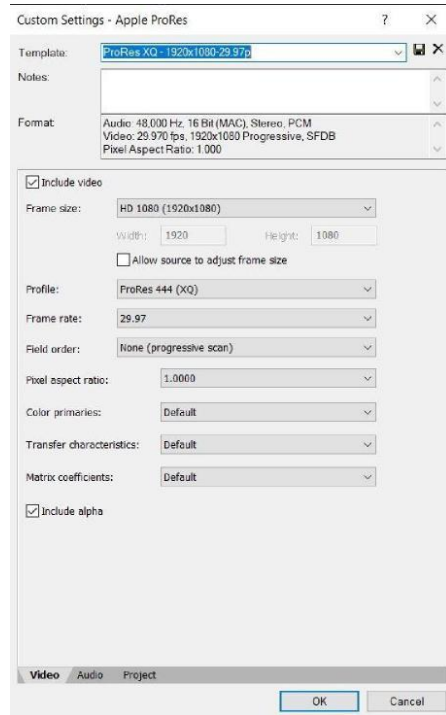 Custom Settings - Apple ProRes ? ×
Template: ProRes XQ - 1920x1080-29.97p
Notes:
Format: Audio: 48,000 Hz, 16 Bit (MAC), Stereo, PCM
Video: 29.970 fps, 1920x1080 Progressive, SFDB
Pixel Aspect Ratio: 1.000
Include video
Frame size: HD 1080 (1920x1080)
Width: 1920 Height: 1080
Allow source to adjust frame size
Profile: ProRes 444 (XQ)
Frame rate: 29.97
Field order: None (progressive scan)
Pixel aspect ratio: 1.0000
Color primaries: Default
Transfer characteristics: Default
Matrix coefficients: Default
Include alpha
Video Audio Project
OK Cancel